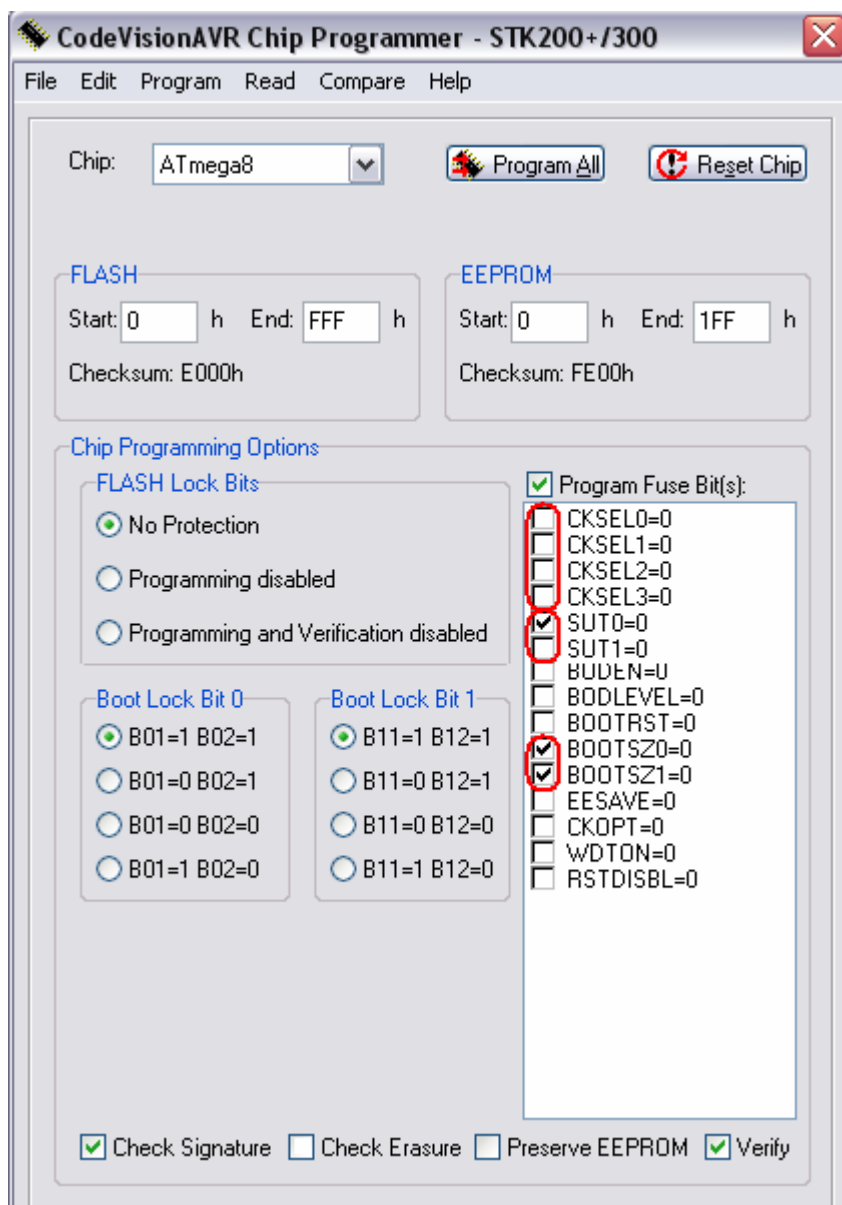 CodeVisionAVR Chip Programmer - STK200+/300
File Edit Program Read Compare Help
Chip: ATmega8 Program All Reset Chip
FLASH
Start: 0 h End: FFF h
Checksum: E000h
EEPROM
Start: 0 h End: 1FF h
Checksum: FE00h
Chip Programming Options
FLASH Lock Bits
No Protection
Programming disabled
Programming and Verification disabled
Boot Lock Bit 0
B01=1 B02=1
B01=0 B02=1
B01=0 B02=0
B01=1 B02=0
Boot Lock Bit 1
B11=1 B12=1
B11=0 B12=1
B11=0 B12=0
B11=1 B12=0
Program Fuse Bit(s):
CKSEL0=0
CKSEL1=0
CKSEL2=0
CKSEL3=0
SUT0=0
SUT1=0
BODEN=0
BODLEVEL=0
BOOTRST=0
BOOTSZ0=0
BOOTSZ1=0
EESAVE=0
CKOPT=0
WDTON=0
RSTDISBL=0
Check Signature Check Erasure Preserve EEPROM Verify